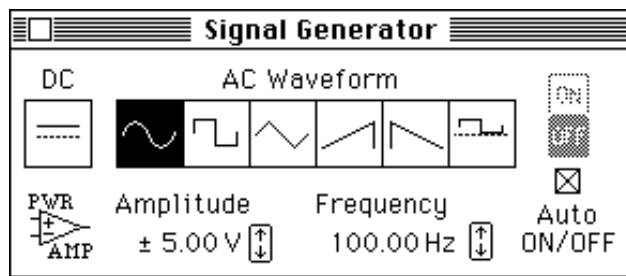 Signal Generator
DC
AC Waveform
ON
OFF
PWR
AMP
Amplitude
± 5.00 V
Frequency
100.00 Hz
Auto
ON/OFF